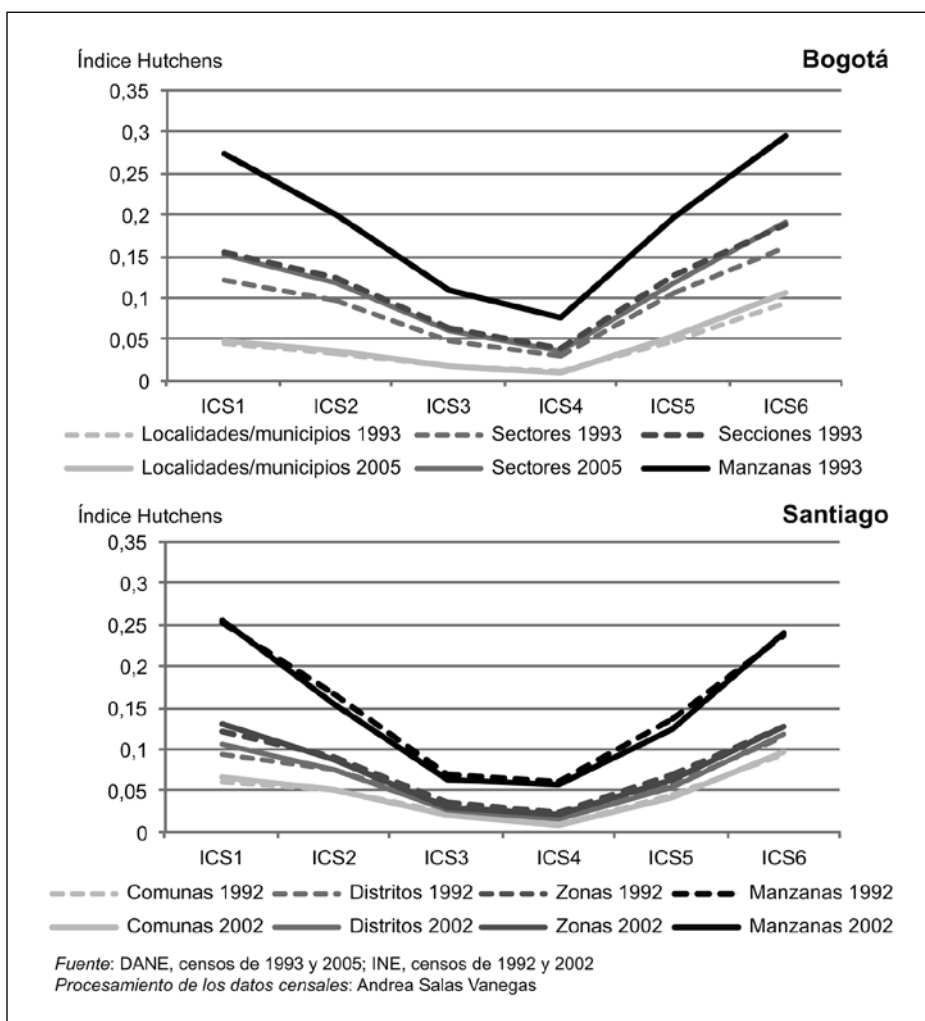 Índice Hutchens
Bogotá
0,35
0,3
0,25
0,2
0,15
0,1
0,05
0
ICS1 ICS2 ICS3 ICS4 ICS5 ICS6
Localidades/municipios 1993 Sectores 1993 Secciones 1993
Localidades/municipios 2005 Sectores 2005 Manzanas 1993
Índice Hutchens
Santiago
0,35
0,3
0,25
0,2
0,15
0,1
0,05
0
ICS1 ICS2 ICS3 ICS4 ICS5 ICS6
Comunas 1992 Distritos 1992 Zonas 1992 Manzanas 1992
Comunas 2002 Distritos 2002 Zonas 2002 Manzanas 2002
Fuente: DANE, censos de 1993 y 2005; INE, censos de 1992 y 2002
Procesamiento de los datos censales: Andrea Salas Vanegas